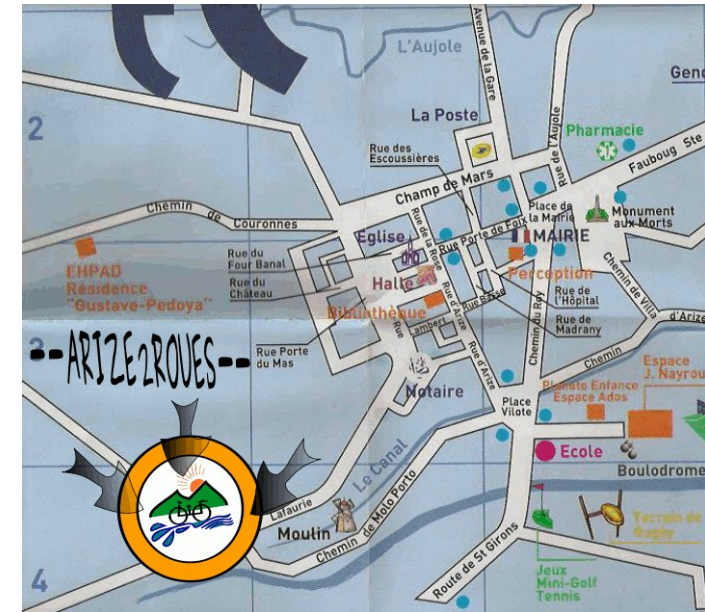 L'Aujole
Avenue de la Gare
Gend
2
La Poste
Pharmacie
Rue des
Escoussières
Rue de l'Aujole
Faubourg Ste
Champ de Mars
Chemin de Couronnes
Place de
la Mairie
Monument
aux Morts
Eglise
Rue de la Rose
Rue Porte de Foix
MAIRIE
Rue du
Four Banal
Perception
EHPAD
Résidence
"Gustave-Pedoya"
Rue du
Château
Halle
Rue de
l'Hôpital
Chemin de Villa
Bibliothèque
Rue d'Arize
Rue Basse
Rue de
Madrany
d'Arize
3
--ARIZE2ROUES--
Rue Porte
du Mas
Rue
Lambert
Rue d'Arize
Chemin du Roy
Chemin
Espace
J. Nayrou
Notaire
Planète Enfance
Espace Ados
Place
Vilote
Ecole
Le Canal
Boulodrome
Lafaurie
Moulin
Chemin de Molo Porto
Terrain de
Rugby
Route de St Girons
Jeux
Mini-Golf
Tennis
4